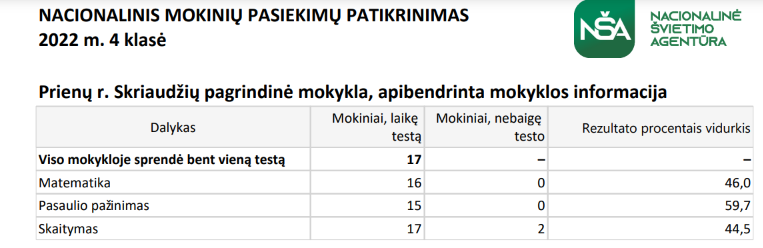 NACIONALINIS MOKINIŲ PASIEKIMŲ PATIKRINIMAS
2022 m. 4 klasė
NŠA
NACIONALINĖ
ŠVIETIMO
AGENTŪRA
Prienų r. Skriaudžių pagrindinė mokykla, apibendrinta mokyklos informacija
Dalykas
Mokiniai, laikę
testą
Mokiniai, nebaigę
testo
Rezultato procentais vidurkis
Viso mokykloje sprendė bent vieną testą 17 – –
Matematika 16 0 46,0
Pasaulio pažinimas 15 0 59,7
Skaitymas 17 2 44,5